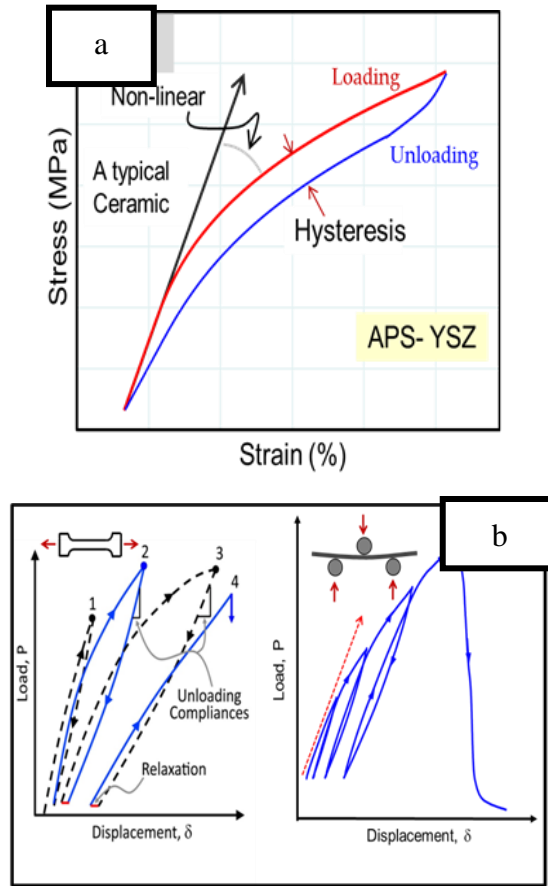 a
Loading
Non-linear
Unloading
A typical
Ceramic
Hysteresis
Stress (MPa)
APS- YSZ
Strain (%)
b
1
2
3
4
Unloading
Compliances
Relaxation
Load, P
Displacement, δ
Load, P
Displacement, δ